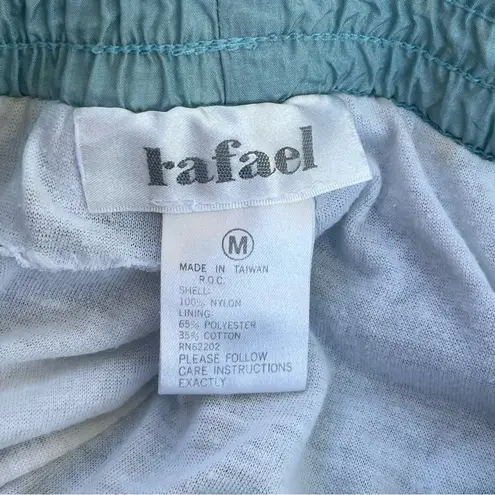 rafael
M
MADE IN TAIWAN
R.O.C.
SHELL:
100% NYLON
LINING
65% POLYESTER
35% COTTON
RN62202
PLEASE FOLLOW
CARE INSTRUCTIONS
EXACTLY